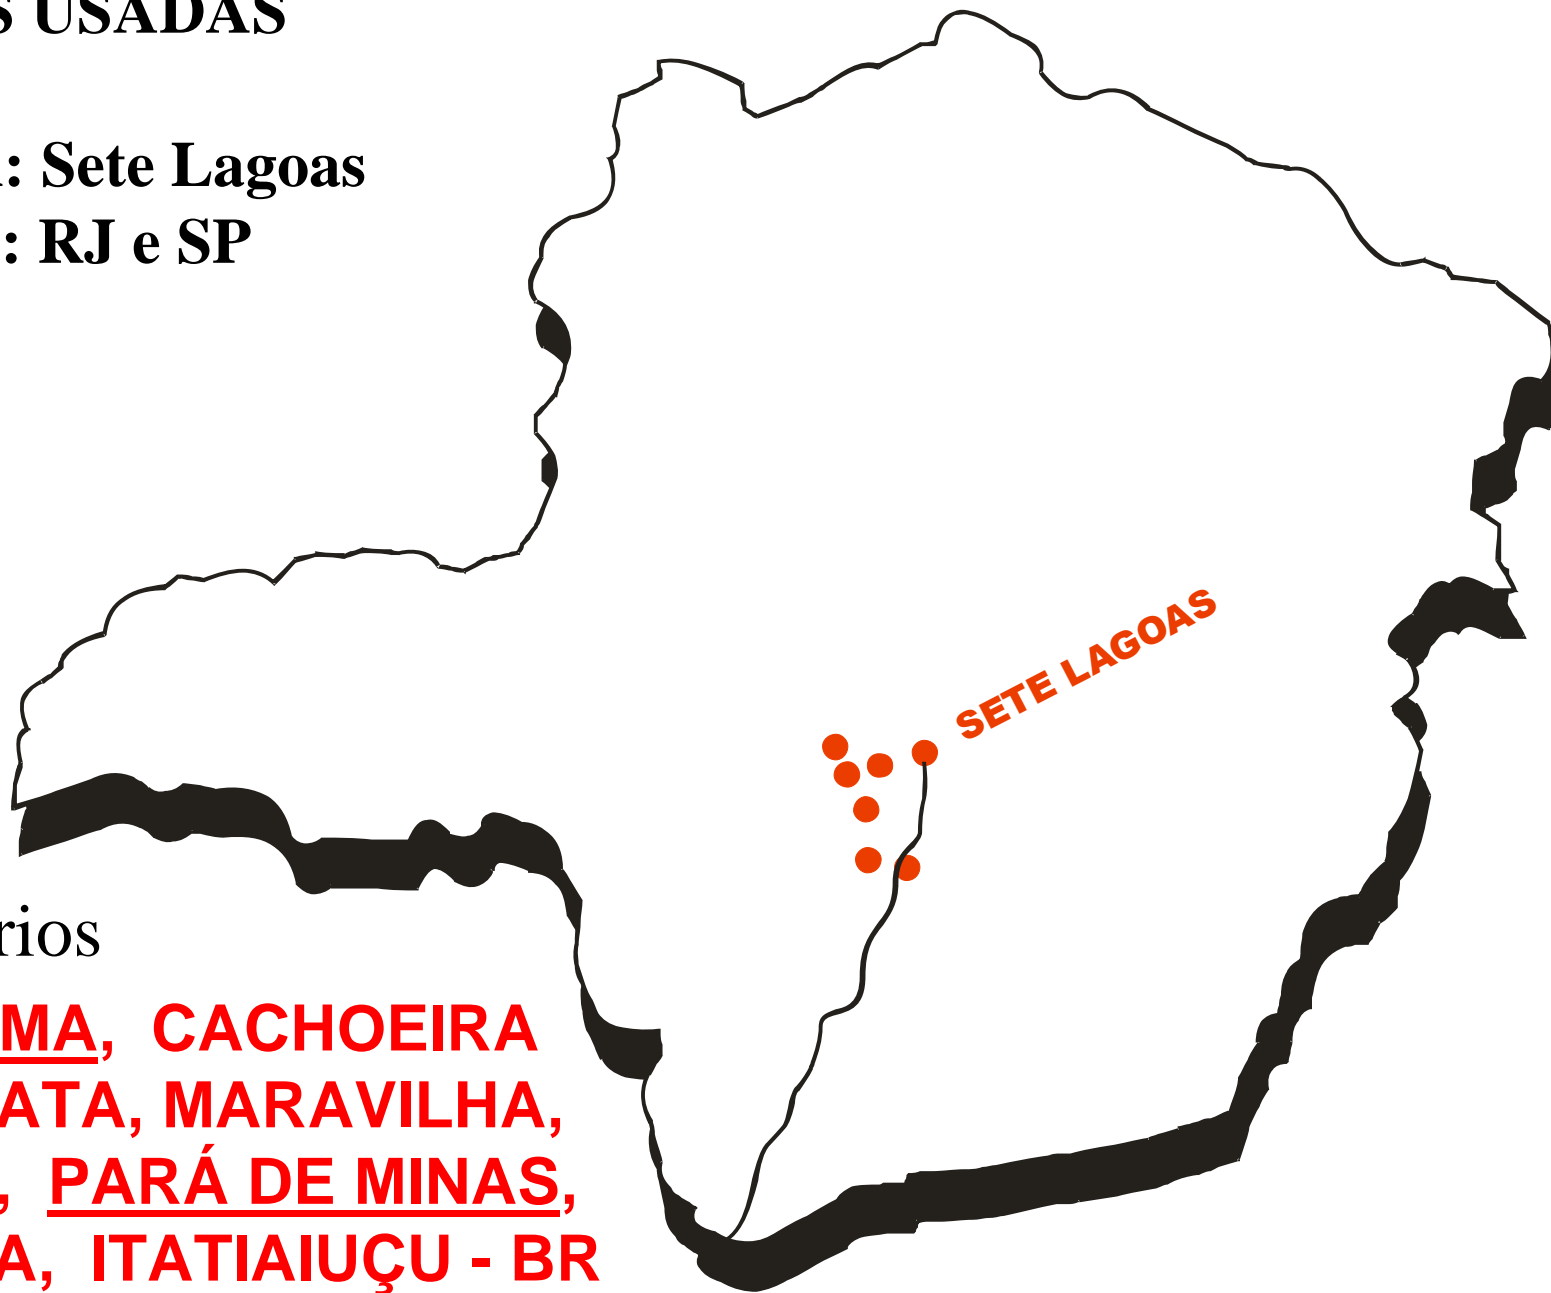 S USADAS
: Sete Lagoas
: RJ e SP
SETE LAGOAS
rios
MA, CACHOEIRA
ATA, MARAVILHA,
, PARÁ DE MINAS,
A, ITATIAIUÇU - BR